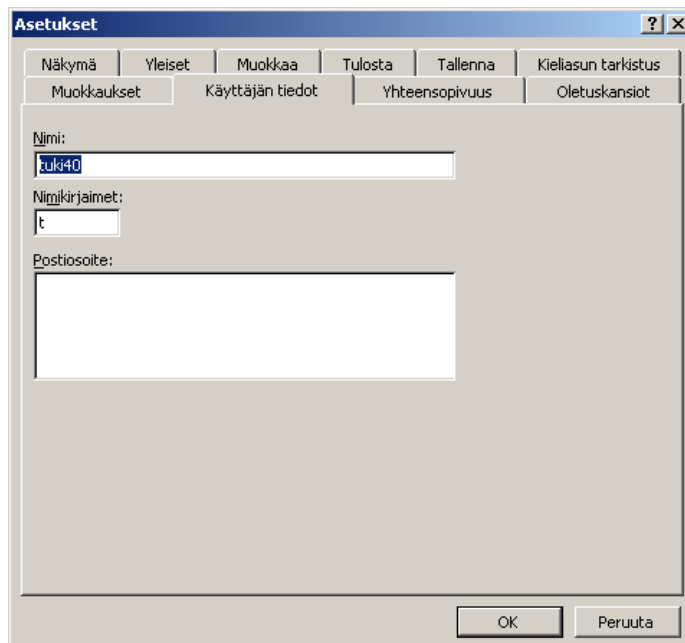 Asetukset
Näkymä Yleiset Muokkaa Tulosta Tallenna Kieliasun tarkistus
Muokkaukset Käyttäjän tiedot Yhteensopivuus Oletuskansiot
Nimi:
tuki40
Nimikirjaimet:
t
Postiosoite:
OK Peruuta